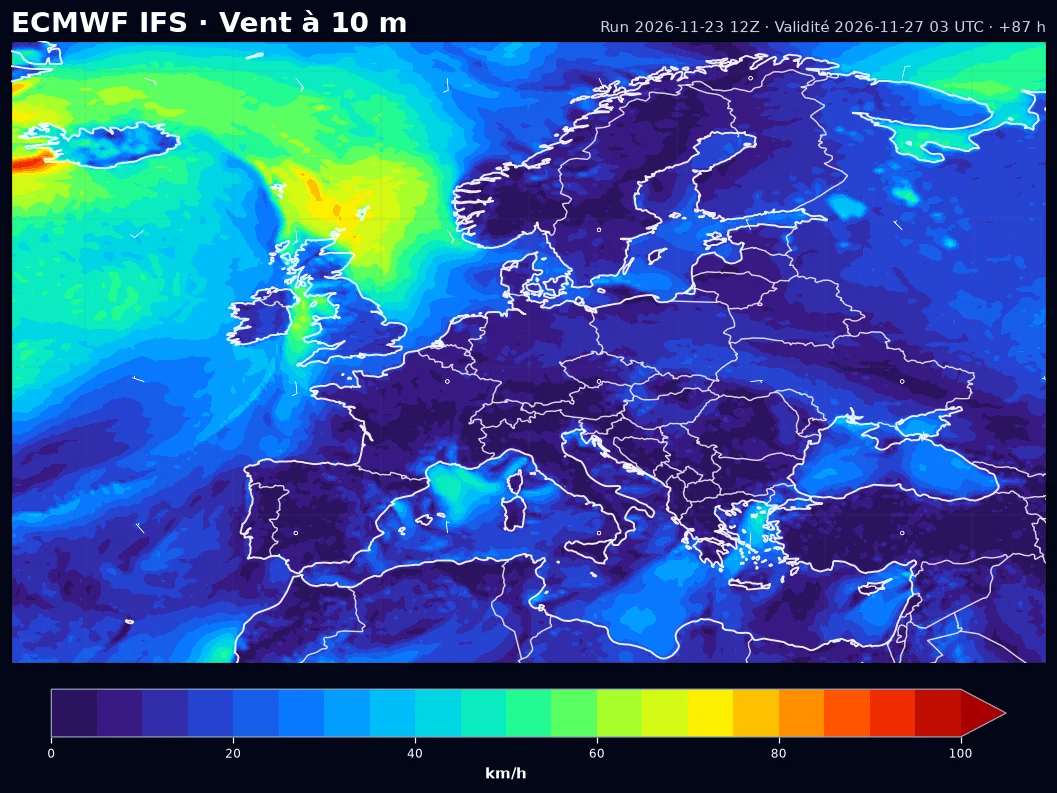 ECMWF IFS · Vent à 10 m
Run 2026-11-23 12Z · Validité 2026-11-27 03 UTC · +87 h
0 20 40 60 80 100
km/h